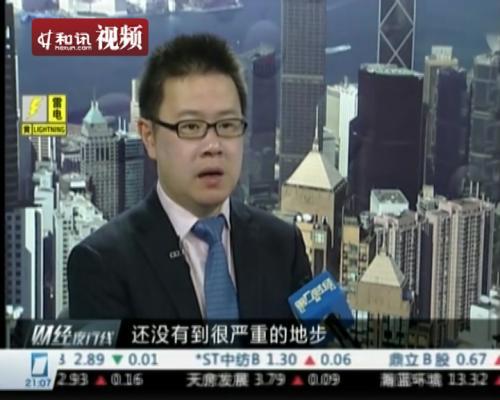 和讯 视频
hexun.com
雷电
黄 LIGHTNING
还没有到很严重的地步
财经夜行线
2.89 ▼ 0.01 *ST中纺B 1.30 ▲ 0.06 鼎立B股 0.67
21:07 2.93 ▲ 0.16 天房发展 3.79 ▲ 0.09 海蓝环境 13.32